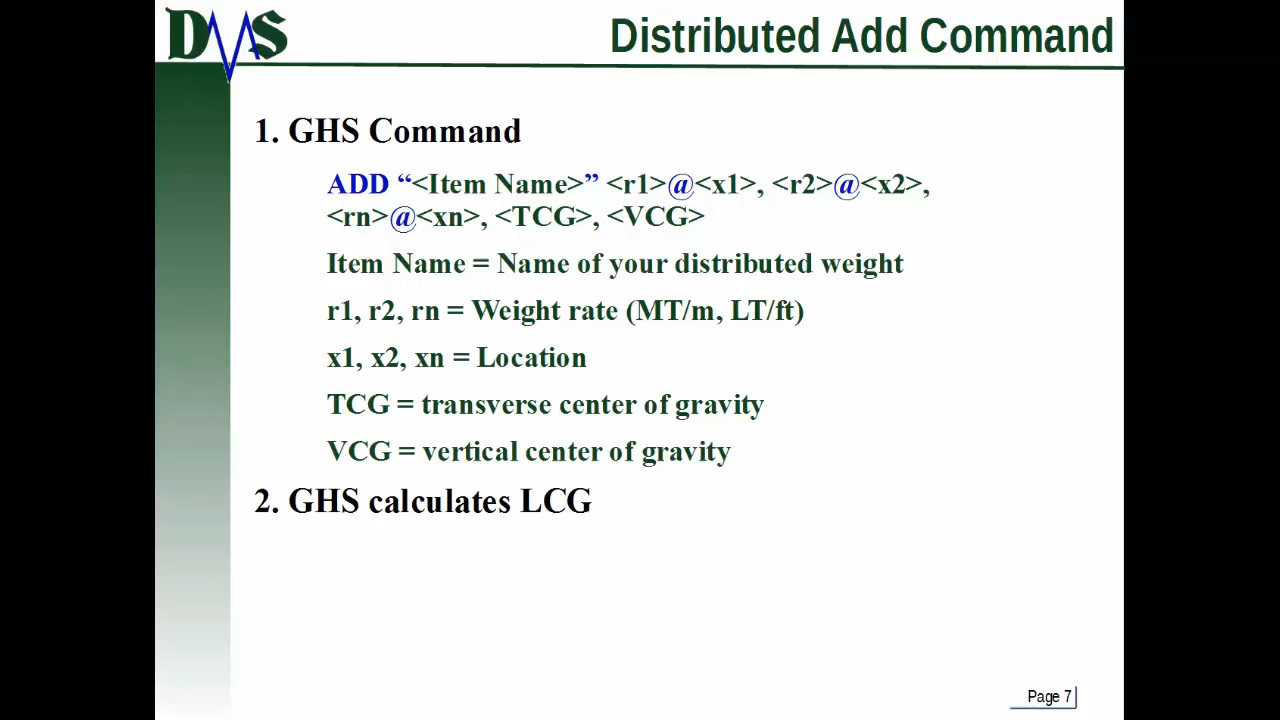 DMS
Distributed Add Command
1. GHS Command
ADD “<Item Name>” <r1>@<x1>, <r2>@<x2>,
<rn>@<xn>, <TCG>, <VCG>
Item Name = Name of your distributed weight
r1, r2, rn = Weight rate (MT/m, LT/ft)
x1, x2, xn = Location
TCG = transverse center of gravity
VCG = vertical center of gravity
2. GHS calculates LCG
Page 7